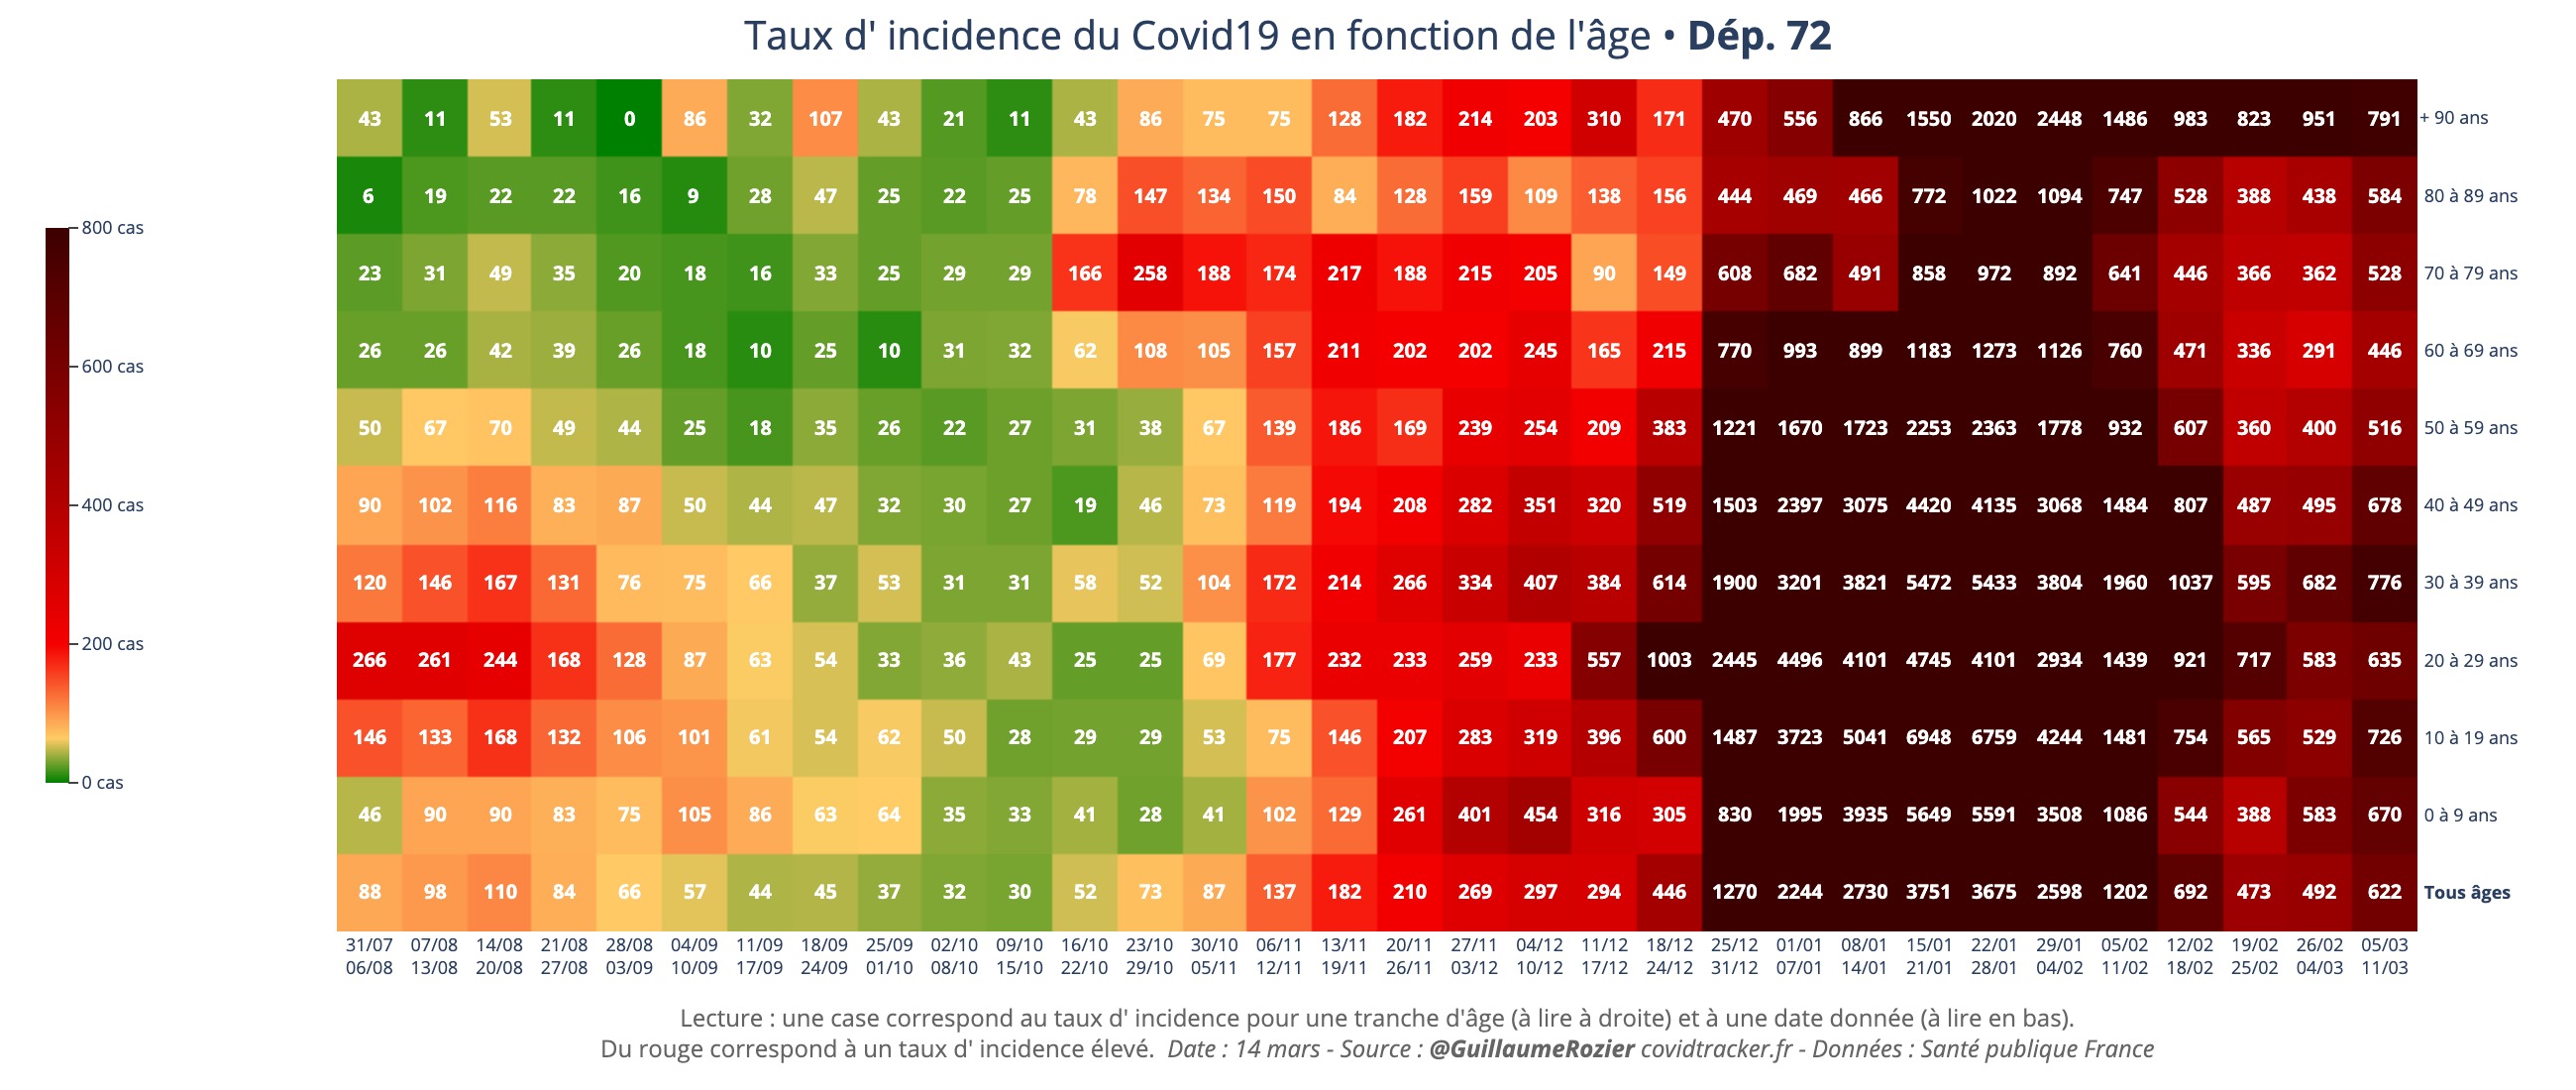 Taux d' incidence du Covid19 en fonction de l'âge • Dép. 72
43 11 53 11 0 86 32 107 43 21 11 43 86 75 75 128 182 214 203 310 171 470 556 866 1550 2020 2448 1486 983 823 951 791 + 90 ans
6 19 22 22 16 9 28 47 25 22 25 78 147 134 150 84 128 159 109 138 156 444 469 466 772 1022 1094 747 528 388 438 584 80 à 89 ans
800 cas
23 31 49 35 20 18 16 33 25 29 29 166 258 188 174 217 188 215 205 90 149 608 682 491 858 972 892 641 446 366 362 528 70 à 79 ans
26 26 42 39 26 18 10 25 10 31 32 62 108 105 157 211 202 202 245 165 215 770 993 899 1183 1273 1126 760 471 336 291 446 60 à 69 ans
600 cas
50 67 70 49 44 25 18 35 26 22 27 31 38 67 139 186 169 239 254 209 383 1221 1670 1723 2253 2363 1778 932 607 360 400 516 50 à 59 ans
400 cas
90 102 116 83 87 50 44 47 32 30 27 19 46 73 119 194 208 282 351 320 519 1503 2397 3075 4420 4135 3068 1484 807 487 495 678 40 à 49 ans
120 146 167 131 76 75 66 37 53 31 31 58 52 104 172 214 266 334 407 384 614 1900 3201 3821 5472 5433 3804 1960 1037 595 682 776 30 à 39 ans
200 cas
266 261 244 168 128 87 63 54 33 36 43 25 25 69 177 232 233 259 233 557 1003 2445 4496 4101 4745 4101 2934 1439 921 717 583 635 20 à 29 ans
146 133 168 132 106 101 61 54 62 50 28 29 29 53 75 146 207 283 319 396 600 1487 3723 5041 6948 6759 4244 1481 754 565 529 726 10 à 19 ans
0 cas
46 90 90 83 75 105 86 63 64 35 33 41 28 41 102 129 261 401 454 316 305 830 1995 3935 5649 5591 3508 1086 544 388 583 670 0 à 9 ans
88 98 110 84 66 57 44 45 37 32 30 52 73 87 137 182 210 269 297 294 446 1270 2244 2730 3751 3675 2598 1202 692 473 492 622 Tous âges
31/07 07/08 14/08 21/08 28/08 04/09 11/09 18/09 25/09 02/10 09/10 16/10 23/10 30/10 06/11 13/11 20/11 27/11 04/12 11/12 18/12 25/12 01/01 08/01 15/01 22/01 29/01 05/02 12/02 19/02 26/02 05/03
06/08 13/08 20/08 27/08 03/09 10/09 17/09 24/09 01/10 08/10 15/10 22/10 29/10 05/11 12/11 19/11 26/11 03/12 10/12 17/12 24/12 31/12 07/01 14/01 21/01 28/01 04/02 11/02 18/02 25/02 04/03 11/03
Lecture : une case correspond au taux d' incidence pour une tranche d'âge (à lire à droite) et à une date donnée (à lire en bas).
Du rouge correspond à un taux d' incidence élevé. Date : 14 mars - Source : @GuillaumeRozier covidtracker.fr - Données : Santé publique France